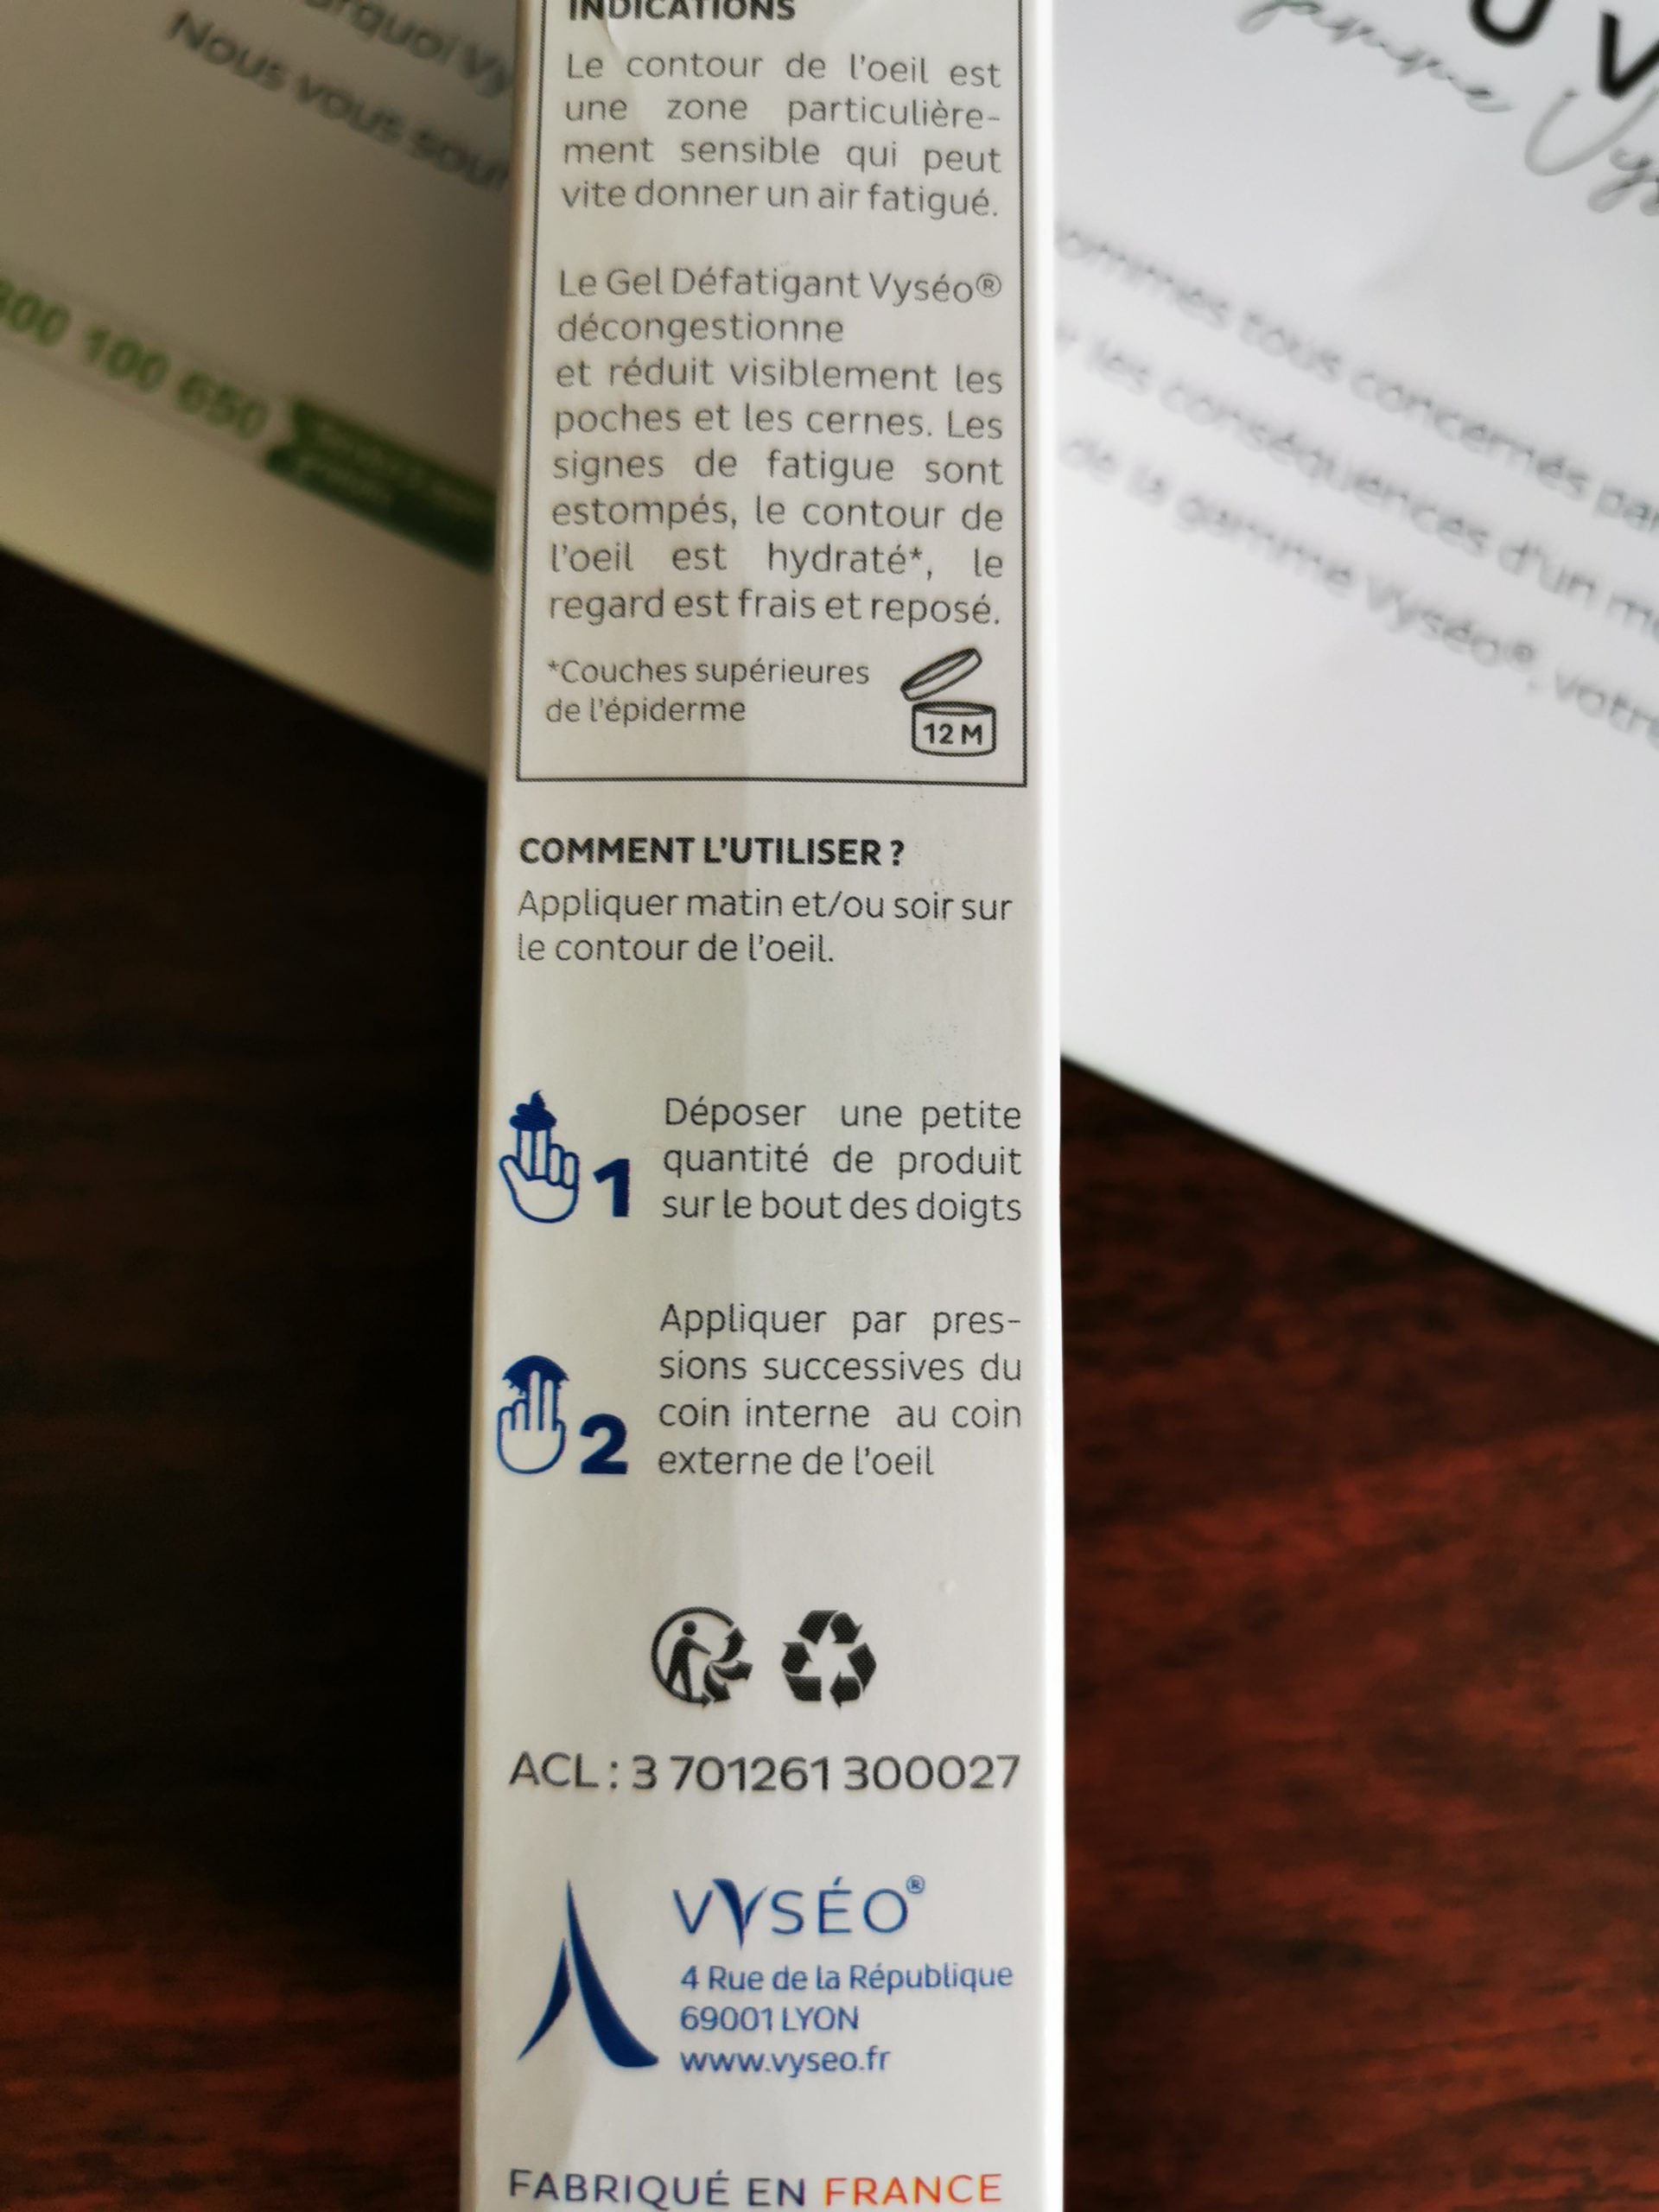 INDICATIONS
Le contour de l'oeil est
une zone particulière-
ment sensible qui peut
vite donner un air fatigué.
Le Gel Défatigant Vyséo®
décongestionne
et réduit visiblement les
poches et les cernes. Les
signes de fatigue sont
estompés, le contour de
l'oeil est hydraté*, le
regard est frais et reposé.
*Couches supérieures
de l'épiderme
12 M
COMMENT L'UTILISER ?
Appliquer matin et/ou soir sur
le contour de l'oeil.
1
Déposer une petite
quantité de produit
sur le bout des doigts
2
Appliquer par pres-
sions successives du
coin interne au coin
externe de l'oeil
ACL : 3 701261 300027
VYSÉO®
4 Rue de la République
69001 LYON
www.vyseo.fr
FABRIQUÉ EN FRANCE
Nous vous
100 650
ommes tous concernés par
les conséquences d'un
de la gamme Vyséo®, votre